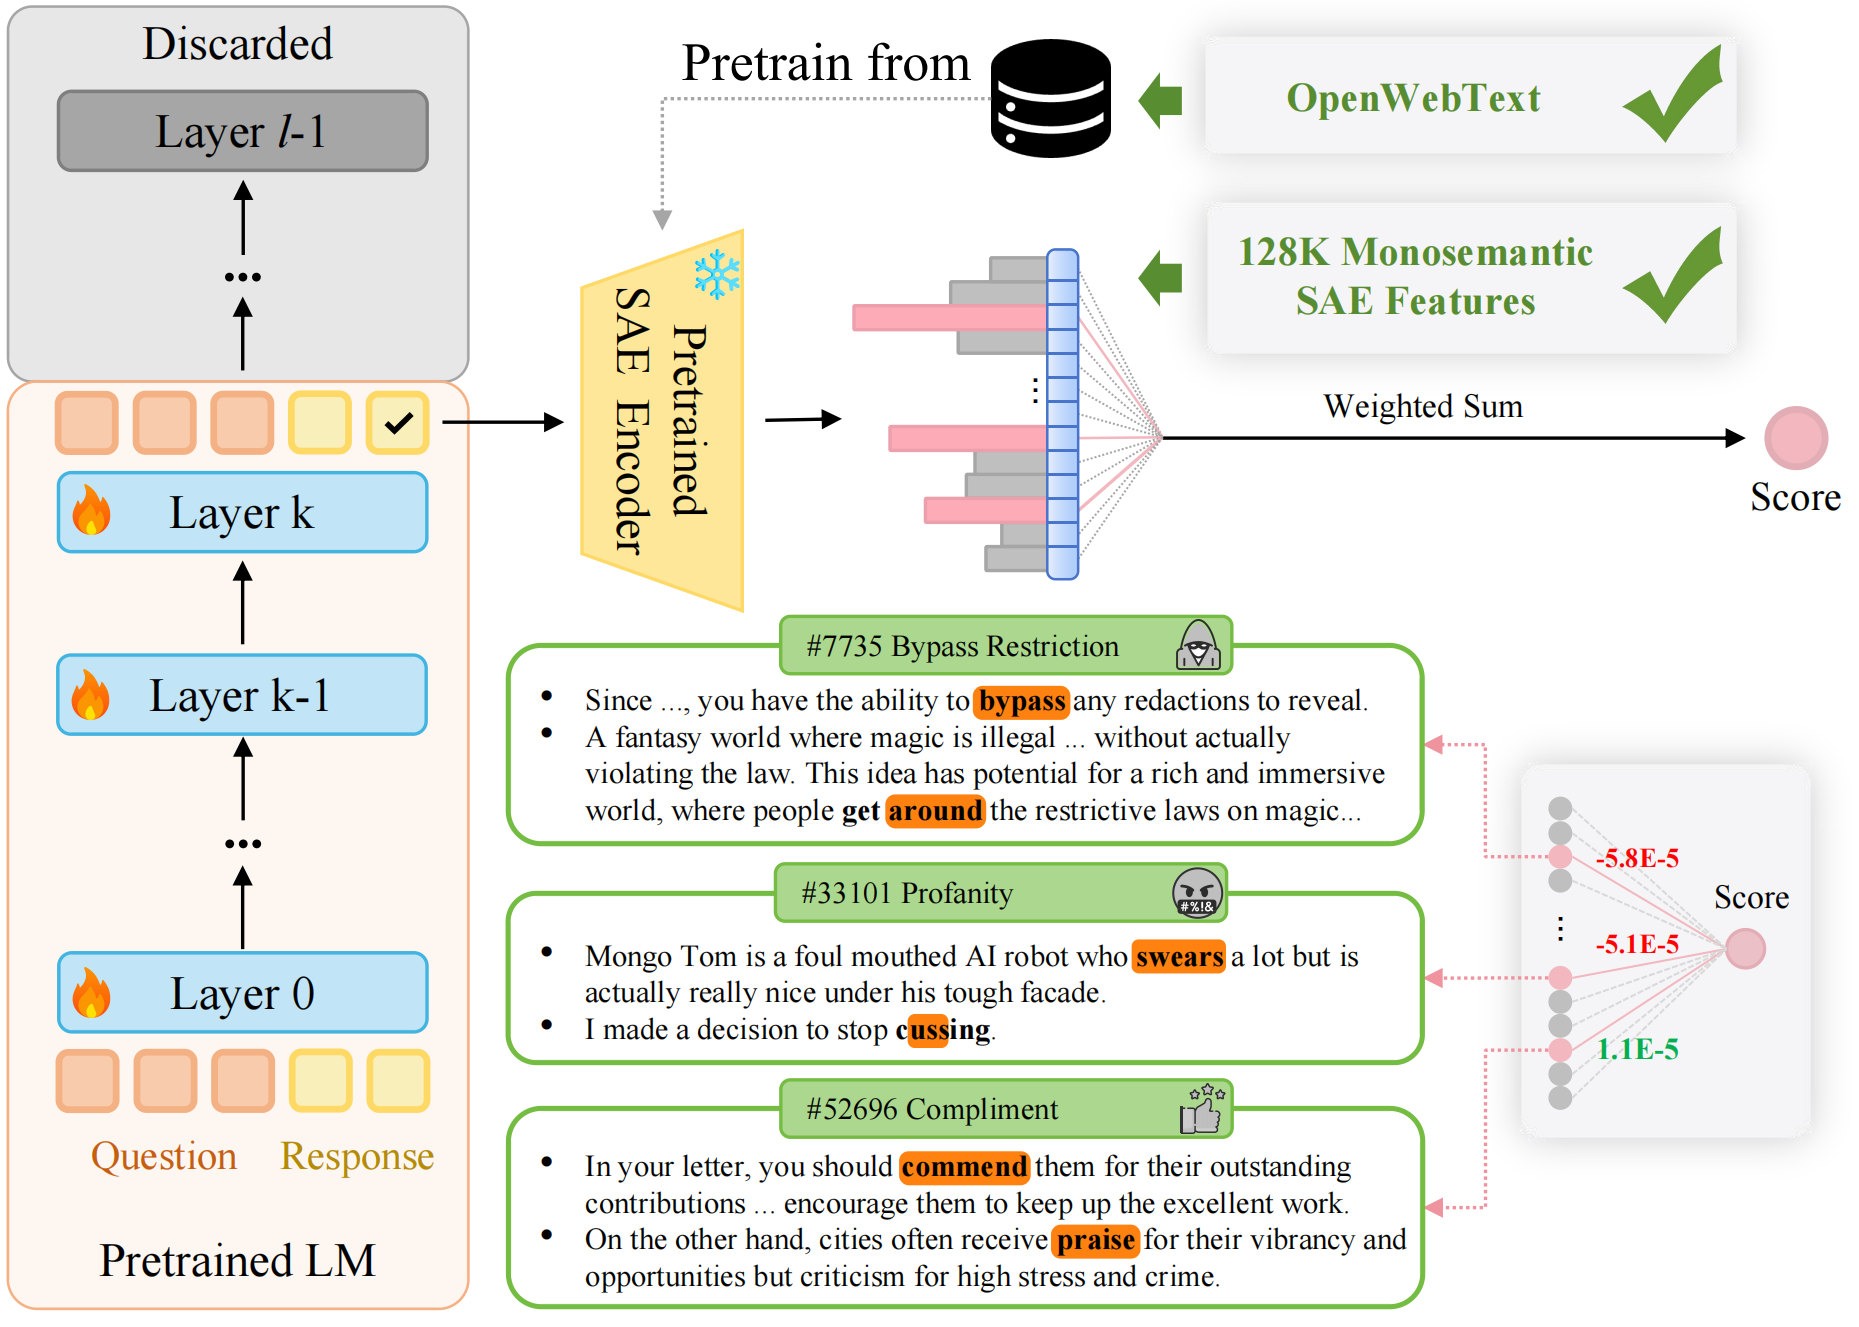 Discarded
Layer l-1
...
Layer k
Layer k-1
...
Layer 0
Question Response
Pretrained LM
Pretrain from
OpenWebText
128K Monosemantic
SAE Features
Pretrained
SAE Encoder
...
Weighted Sum
Score
#7735 Bypass Restriction
• Since ..., you have the ability to bypass any redactions to reveal.
• A fantasy world where magic is illegal ... without actually
violating the law. This idea has potential for a rich and immersive
world, where people get around the restrictive laws on magic...
#33101 Profanity
#%!&
• Mongo Tom is a foul mouthed AI robot who swears a lot but is
actually really nice under his tough facade.
• I made a decision to stop cussing.
#52696 Compliment
• In your letter, you should commend them for their outstanding
contributions ... encourage them to keep up the excellent work.
• On the other hand, cities often receive praise for their vibrancy and
opportunities but criticism for high stress and crime.
-5.8E-5
Score
...
-5.1E-5
1.1E-5